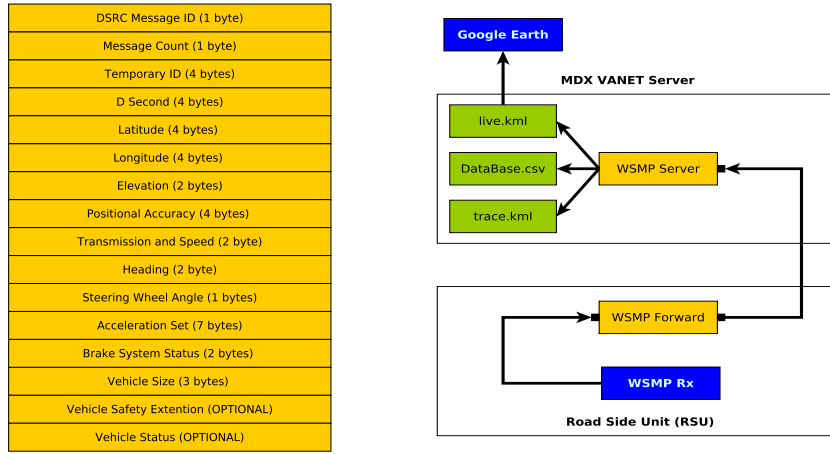 DSRC Message ID (1 byte)
Message Count (1 byte)
Temporary ID (4 bytes)
D Second (4 bytes)
Latitude (4 bytes)
Longitude (4 bytes)
Elevation (2 bytes)
Positional Accuracy (4 bytes)
Transmission and Speed (2 byte)
Heading (2 byte)
Steering Wheel Angle (1 bytes)
Acceleration Set (7 bytes)
Brake System Status (2 bytes)
Vehicle Size (3 bytes)
Vehicle Safety Extention (OPTIONAL)
Vehicle Status (OPTIONAL)
Google Earth
MDX VANET Server
live.kml
DataBase.csv
trace.kml
WSMP Server
WSMP Forward
WSMP Rx
Road Side Unit (RSU)